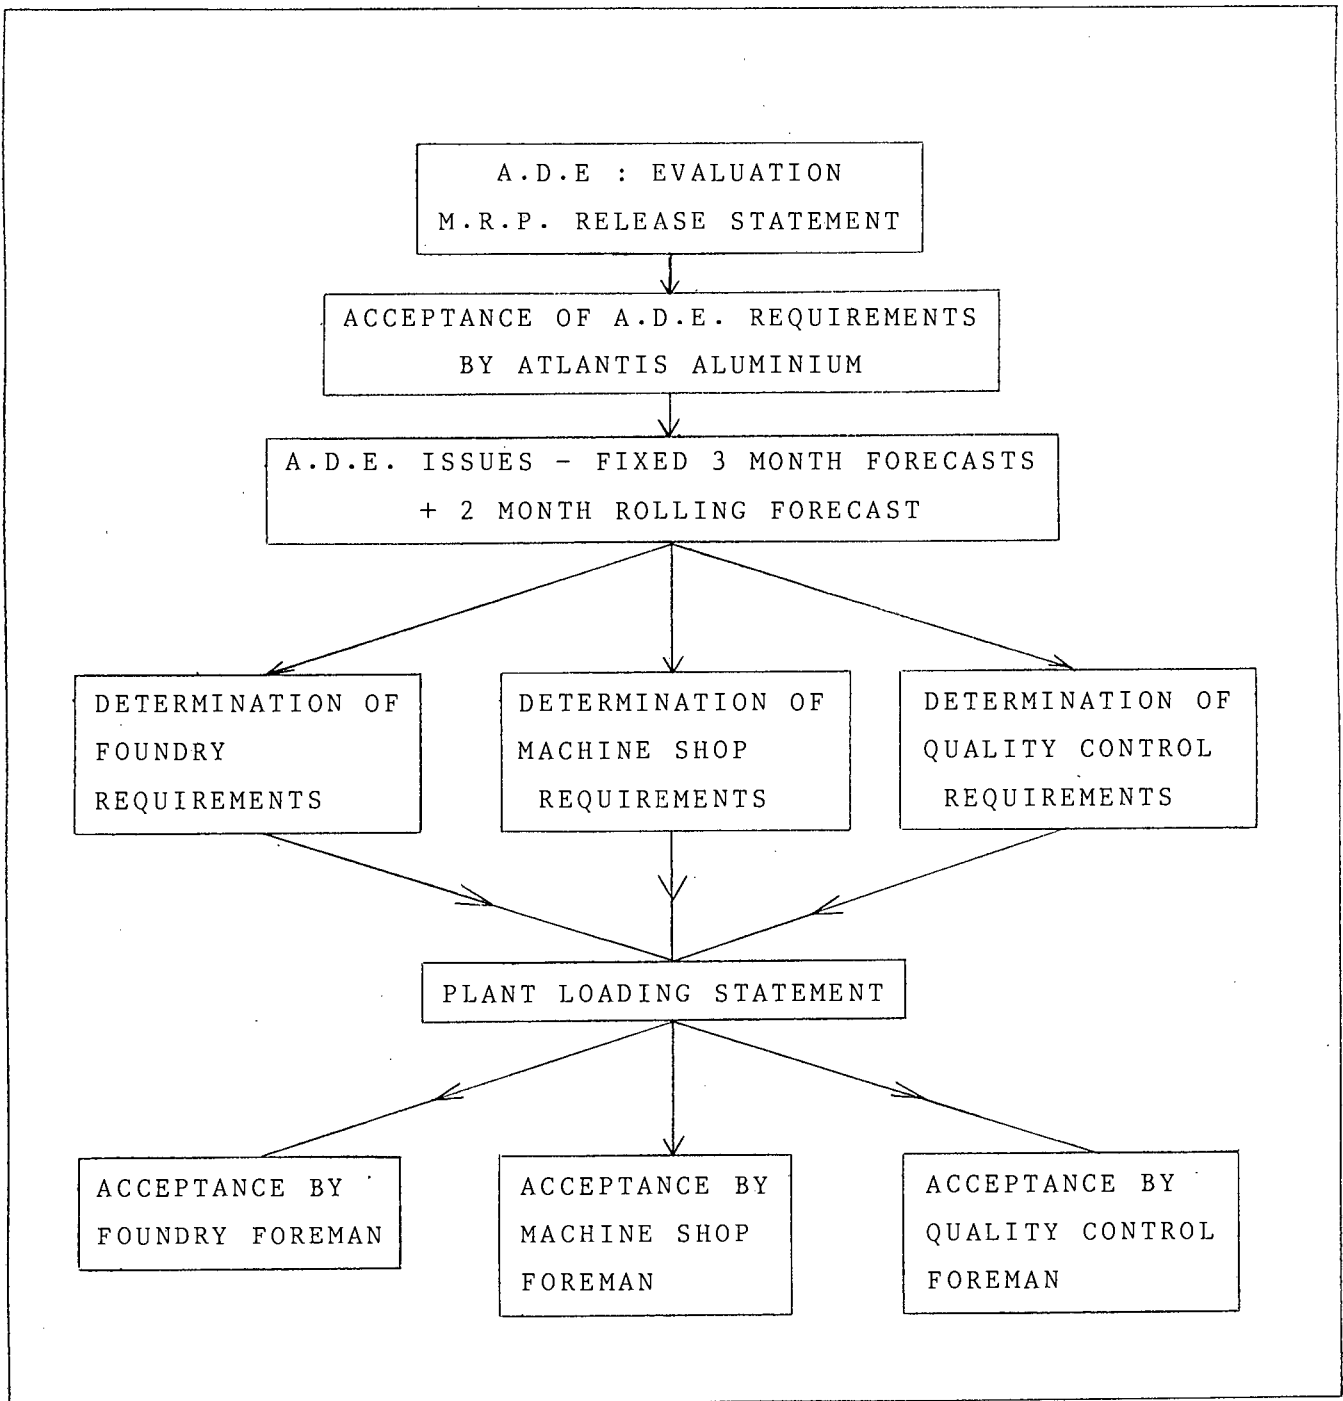 A.D.E : EVALUATION
M.R.P. RELEASE STATEMENT
ACCEPTANCE OF A.D.E. REQUIREMENTS
BY ATLANTIS ALUMINIUM
A.D.E. ISSUES - FIXED 3 MONTH FORECASTS
+ 2 MONTH ROLLING FORECAST
DETERMINATION OF
FOUNDRY
REQUIREMENTS
DETERMINATION OF
MACHINE SHOP
REQUIREMENTS
DETERMINATION OF
QUALITY CONTROL
REQUIREMENTS
PLANT LOADING STATEMENT
ACCEPTANCE BY
FOUNDRY FOREMAN
ACCEPTANCE BY
MACHINE SHOP
FOREMAN
ACCEPTANCE BY
QUALITY CONTROL
FOREMAN